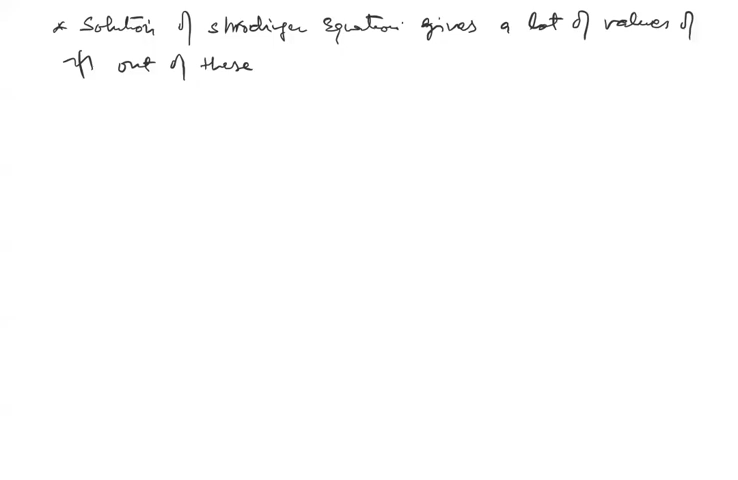 * Solution of shrodinger Equation. gives a lot of values of
ψ out of these